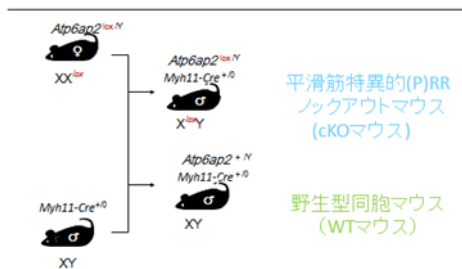 Atp6ap2lox/Y
♀
XXlox
Atp6ap2lox/Y
Myh11-Cre+/0
♂
XloxY
平滑筋特異的(P)RR
ノックアウトマウス
(cKOマウス)
Atp6ap2 + /Y
Myh11-Cre+/0
♂
XY
Myh11-Cre+/0
♂
XY
野生型同胞マウス
（WTマウス）